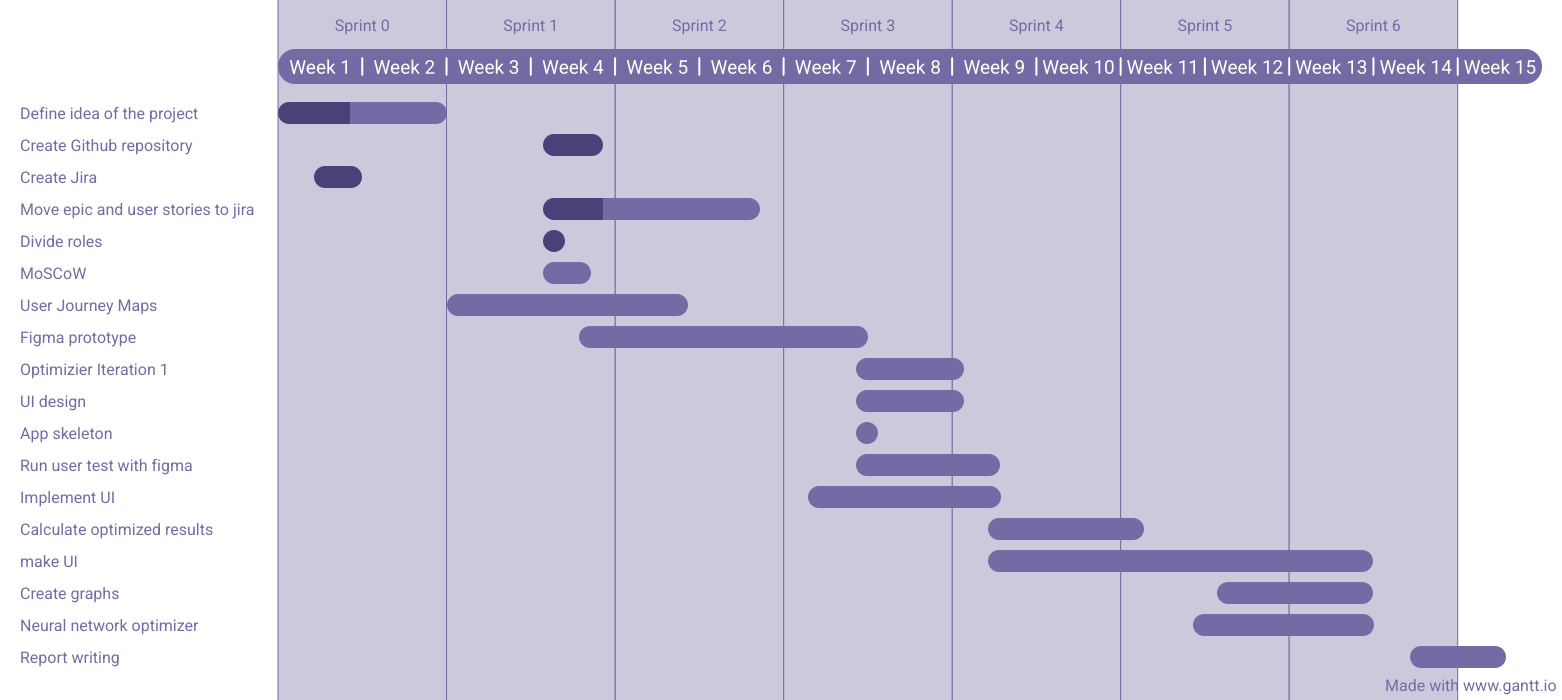 Sprint 0 Sprint 1 Sprint 2 Sprint 3 Sprint 4 Sprint 5 Sprint 6
Week 1 | Week 2 | Week 3 | Week 4 | Week 5 | Week 6 | Week 7 | Week 8 | Week 9 | Week 10 | Week 11 | Week 12 | Week 13 | Week 14 | Week 15
Define idea of the project
Create Github repository
Create Jira
Move epic and user stories to jira
Divide roles
MoSCoW
User Journey Maps
Figma prototype
Optimizier Iteration 1
UI design
App skeleton
Run user test with figma
Implement UI
Calculate optimized results
make UI
Create graphs
Neural network optimizer
Report writing
Made with www.gantt.io